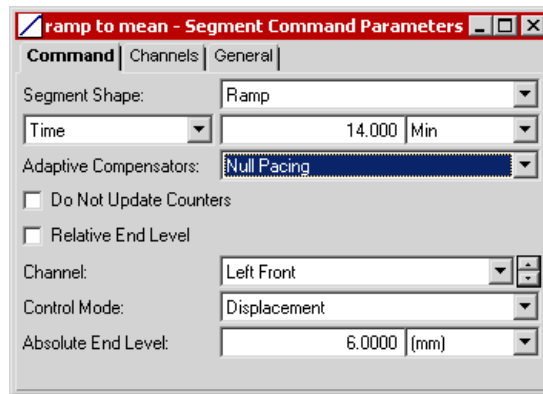 ramp to mean - Segment Command Parameters
Command Channels General
Segment Shape: Ramp
Time 14.000 Min
Adaptive Compensators: Null Pacing
Do Not Update Counters
Relative End Level
Channel: Left Front
Control Mode: Displacement
Absolute End Level: 6.0000 (mm)